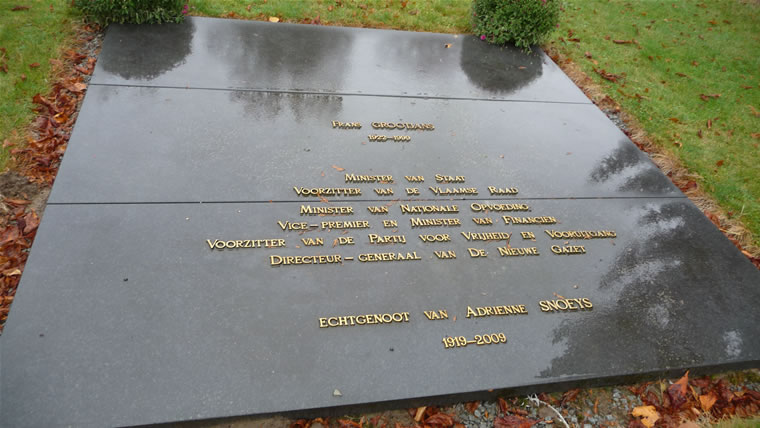 Frans GROOTJANS
1922-1999
Minister van Staat
Voorzitter van de Vlaamse Raad
Minister van Nationale Opvoeding
Vice-premier en Minister van Financien
Voorzitter van de Partij voor Vrijheid en Vooruitgang
Directeur-generaal van De Nieuwe Gazet
echtgenoot van Adrienne SNOEYS
1919-2009